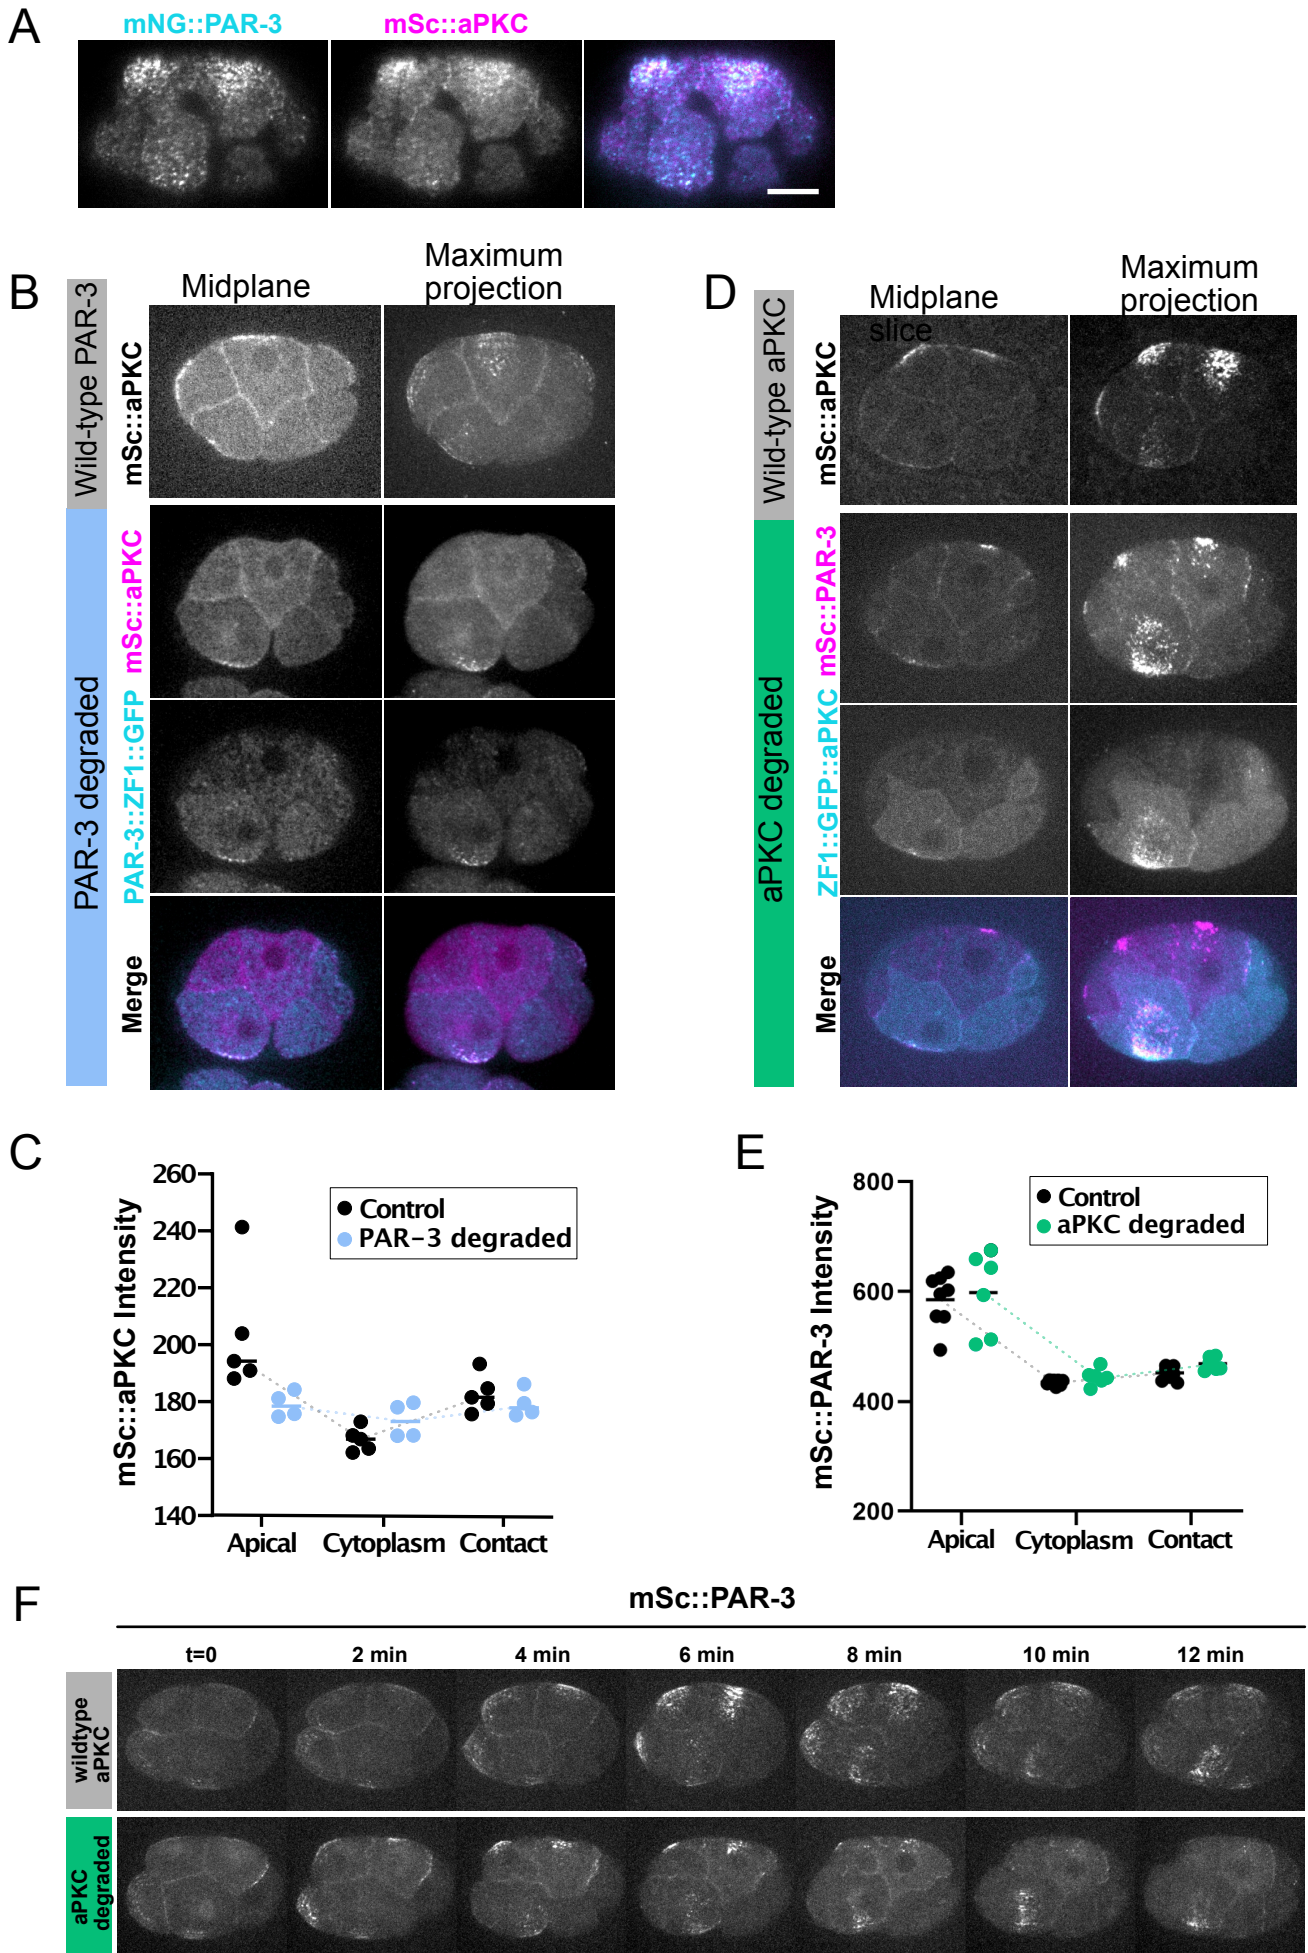 A
mNG::PAR-3
mSc::aPKC
B
Midplane
Maximum
projection
Wild-type PAR-3
mSc::aPKC
PAR-3 degraded
mSc::aPKC
PAR-3::ZF1::GFP
Merge
D
Midplane
slice
Maximum
projection
Wild-type aPKC
mSc::aPKC
aPKC degraded
mSc::PAR-3
ZF1::GFP::aPKC
Merge
C
mSc::aPKC Intensity
260
240
220
200
180
160
140
Control
PAR-3 degraded
Apical
Cytoplasm
Contact
E
mSc::PAR-3 Intensity
800
600
400
200
Control
aPKC degraded
Apical
Cytoplasm
Contact
F
mSc::PAR-3
t=0
2 min
4 min
6 min
8 min
10 min
12 min
wildtype
aPKC
aPKC
degraded